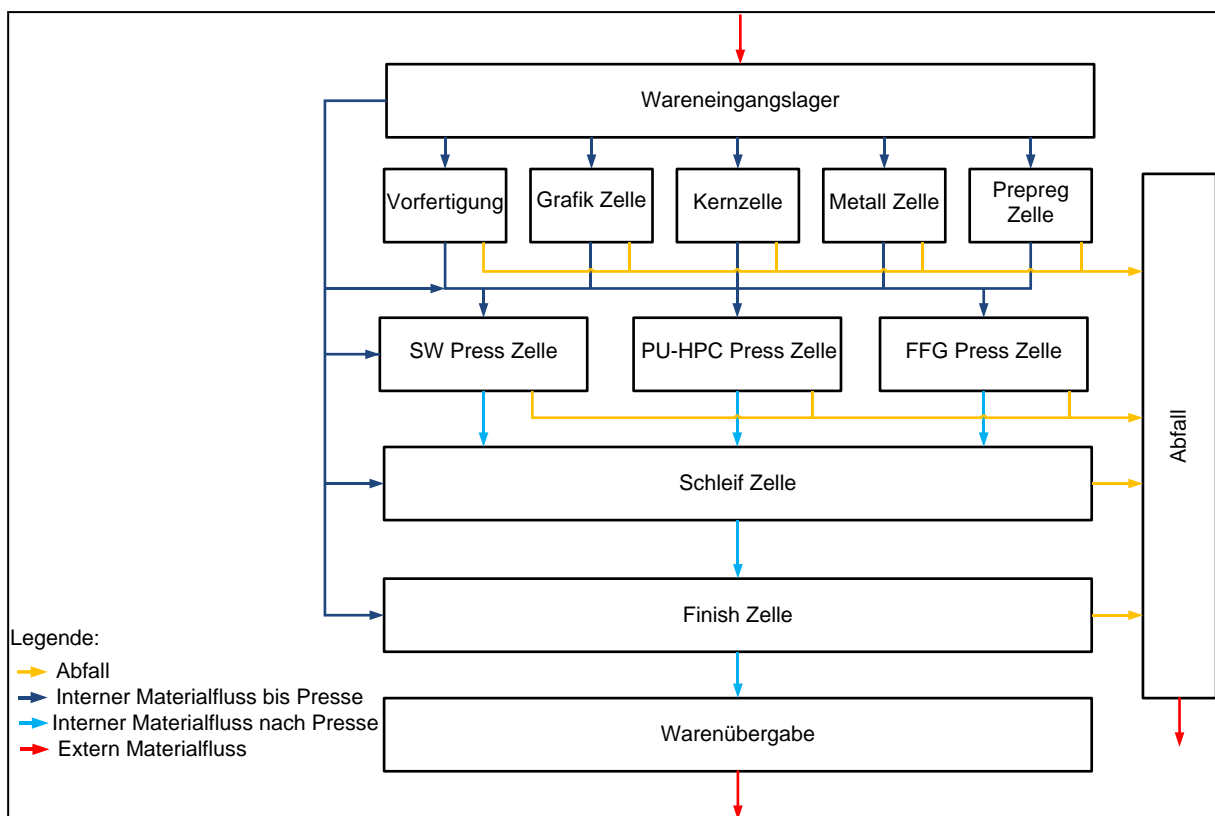 Wareneingangslager
Vorfertigung
Grafik Zelle
Kernzelle
Metall Zelle
Prepreg
Zelle
SW Press Zelle
PU-HPC Press Zelle
FFG Press Zelle
Abfall
Schleif Zelle
Finish Zelle
Legende:
Abfall
Interner Materialfluss bis Presse
Interner Materialfluss nach Presse
Extern Materialfluss
Warenübergabe